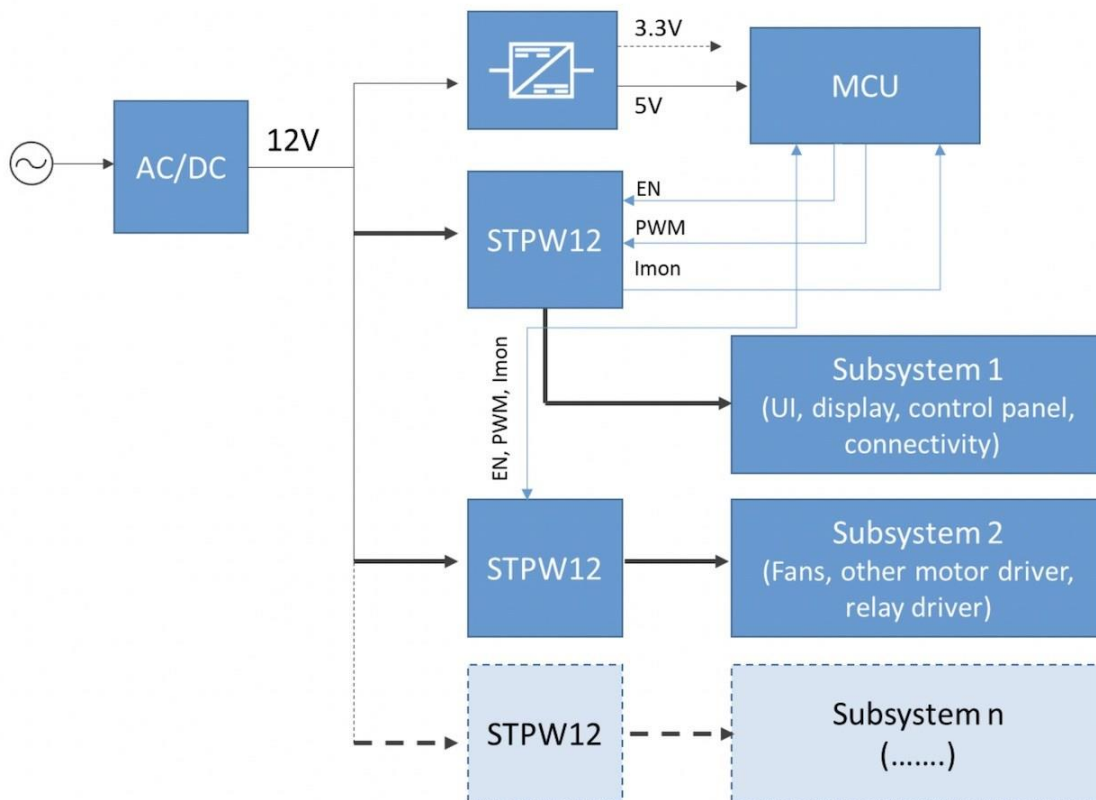 3.3V
5V
MCU
12V
AC/DC
EN
PWM
Imon
STPW12
EN, PWM, Imon
Subsystem 1
(UI, display, control panel,
connectivity)
STPW12
Subsystem 2
(Fans, other motor driver,
relay driver)
STPW12
Subsystem n
(.......)